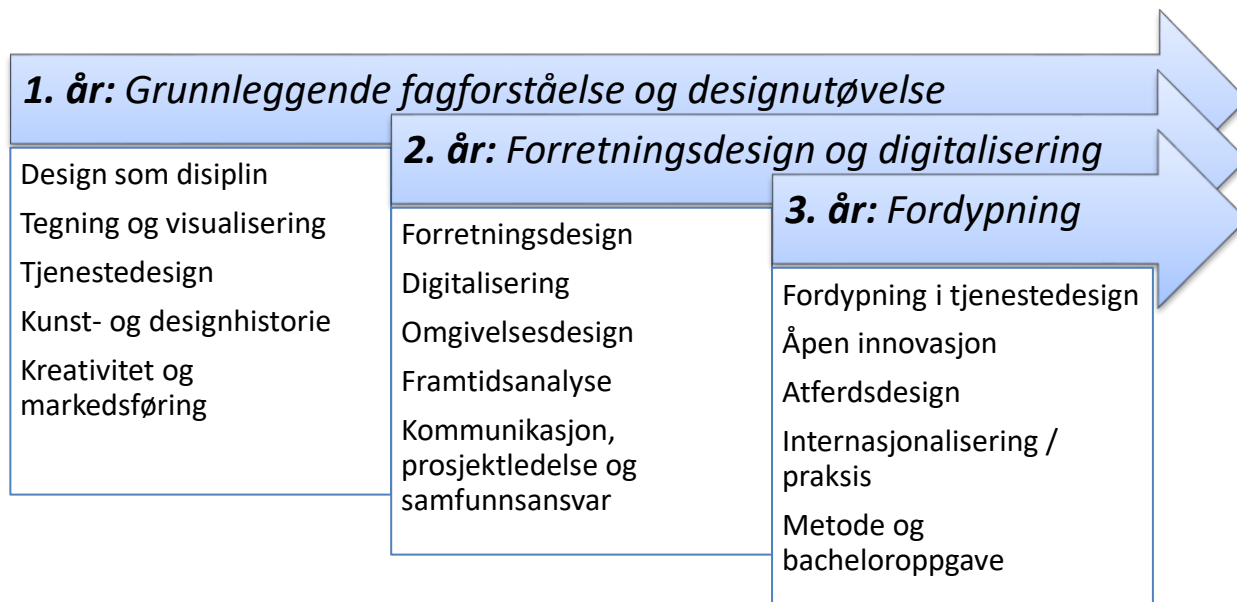 1. år: Grunnleggende fagforståelse og designutøvelse
Design som disiplin
Tegning og visualisering
Tjenestedesign
Kunst- og designhistorie
Kreativitet og
markedsføring
2. år: Forretningsdesign og digitalisering
Forretningsdesign
Digitalisering
Omgivelsesdesign
Framtidsanalyse
Kommunikasjon,
prosjektledelse og
samfunnsansvar
3. år: Fordypning
Fordypning i tjenestedesign
Åpen innovasjon
Atferdsdesign
Internasjonalisering /
praksis
Metode og
bacheloroppgave